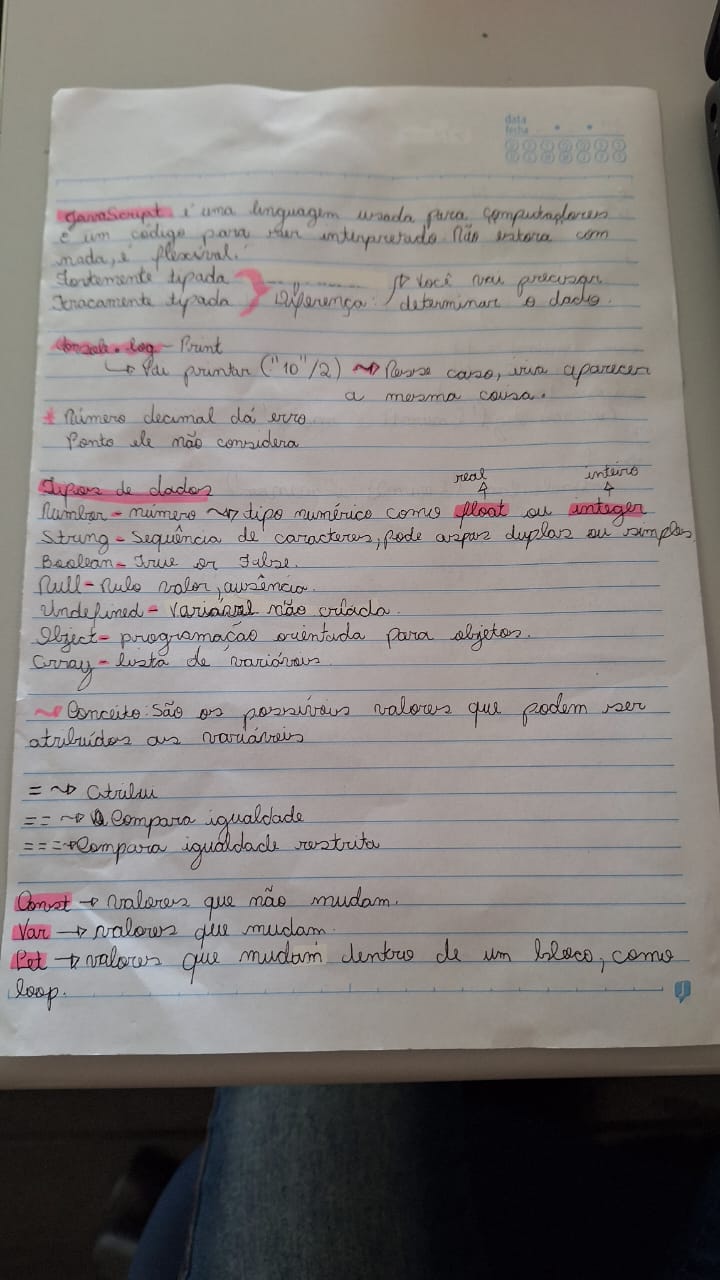 data
fecha
JavaScript é uma linguagem usada para computadores
e um código para ser interpretado. Não estora com
nada, é flexível.
Fortemente tipada
Fracamente tipada } Diferença: Você vai precisar
determinar o dado.
Console.log - Print
↳ Pde printar ("10"/2) ~> Nesse caso, iria aparecer
a mesma coisa.
* Número decimal dá erro
Ponto ele não considera
real inteiro
Tipos de dados
Number - número ~> tipo numérico como float ou integer
String - Sequência de caracteres, pode aspas duplas ou simples
Boolean - True or False.
Null - Nulo valor, ausência.
Undefined - Variável não criada.
Object - programação orientada para objetos.
Array - lista de variáveis
~ Conceito: São os possíveis valores que podem ser
atribuídos as variáveis
= ~> Atribui
== ~> Compara igualdade
=== → Compara igualdade restrita
Const → valores que não mudam.
Var → valores que mudam.
Let → valores que mudam dentro de um bloco, como
loop.